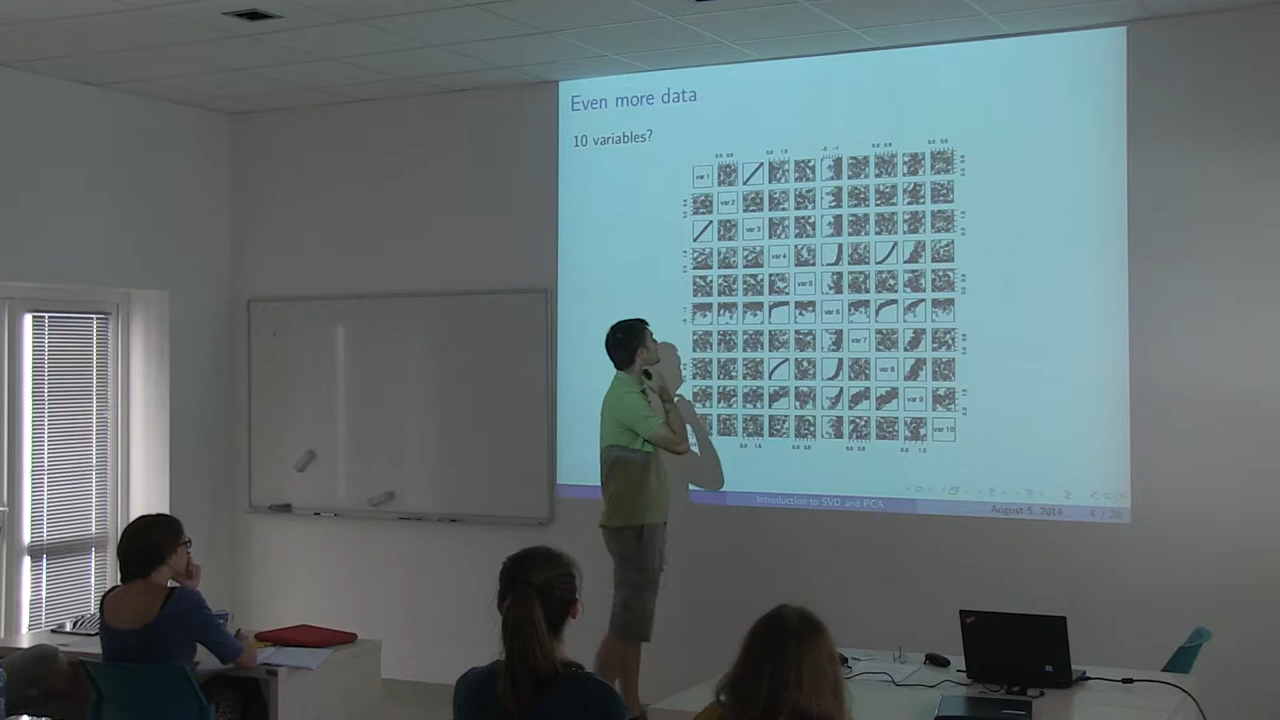 Even more data
10 variables?
var 1
var 2
var 3
var 4
var 5
var 6
var 7
var 8
var 9
var 10
Introduction to SVD and PCA
August 5, 2014